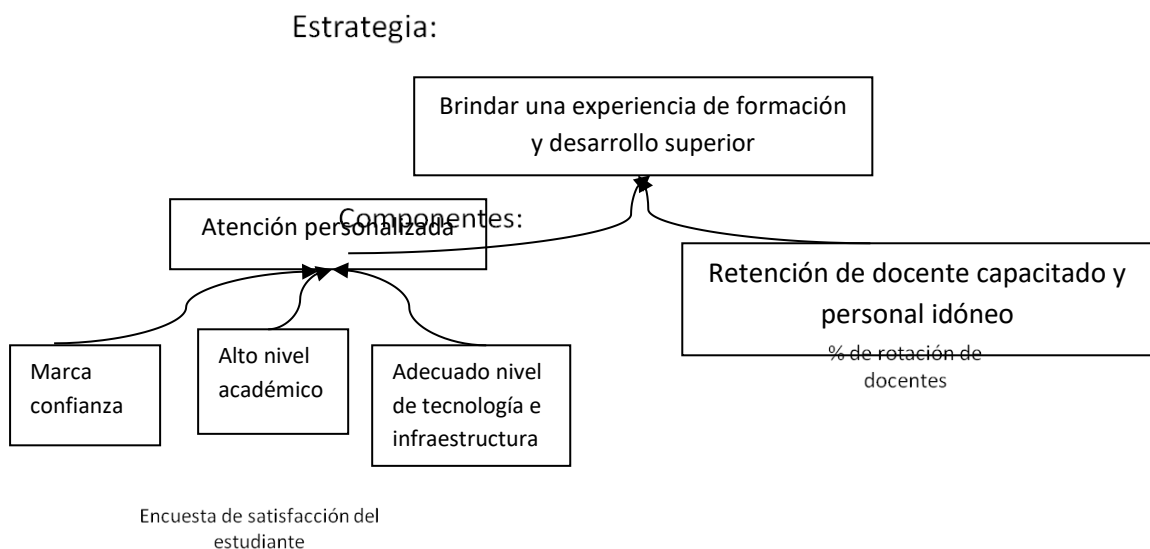 Estrategia:
Brindar una experiencia de formación
y desarrollo superior
Componentes:
Atención personalizada
Retención de docente capacitado y
personal idóneo
% de rotación de
docentes
Marca
confianza
Alto nivel
académico
Adecuado nivel
de tecnología e
infraestructura
Encuesta de satisfacción del
estudiante